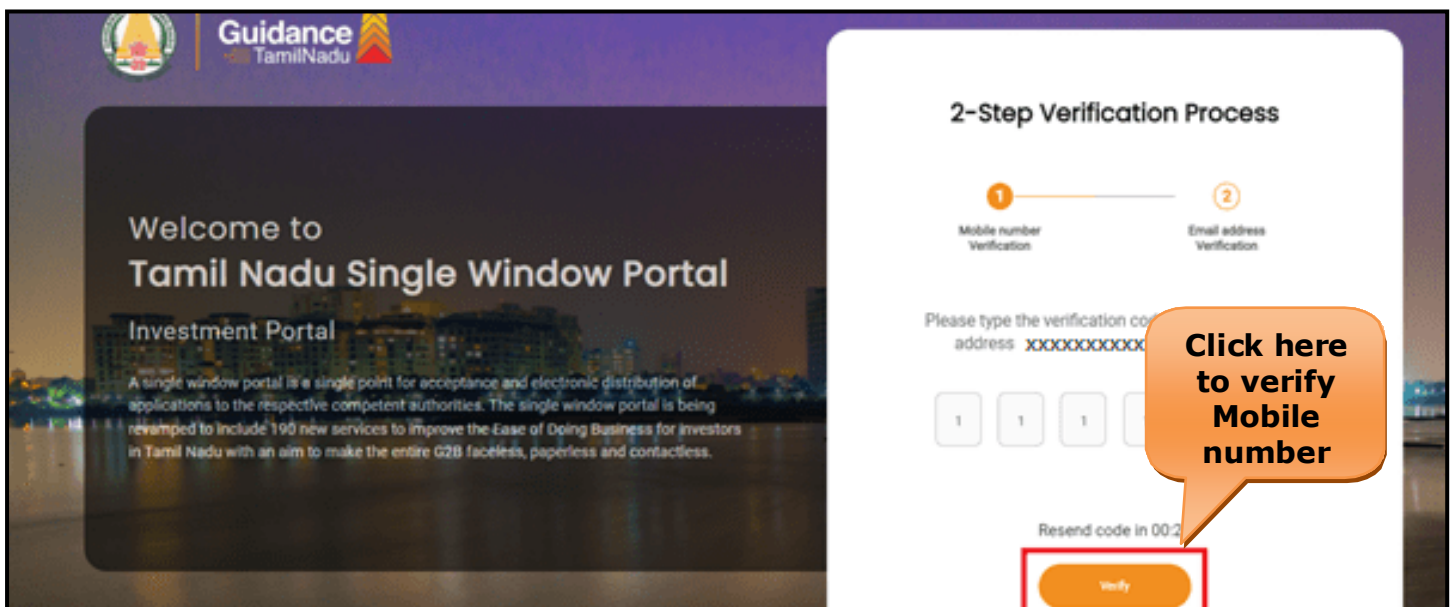 Guidance
TamilNadu
Welcome to
Tamil Nadu Single Window Portal
Investment Portal
A single window portal is a single point for acceptance and electronic distribution of
applications to the respective competent authorities. The single window portal is being
revamped to include 190 new services to improve the Ease of Doing Business for investors
in Tamil Nadu with an aim to make the entire G2B faceless, paperless and contactless.
2-Step Verification Process
1
2
Mobile number
Verification
Email address
Verification
Please type the verification
address xxxxxxxxxxx
1 1 1
Resend code in 00:2
Verify
Click here
to verify
Mobile
number